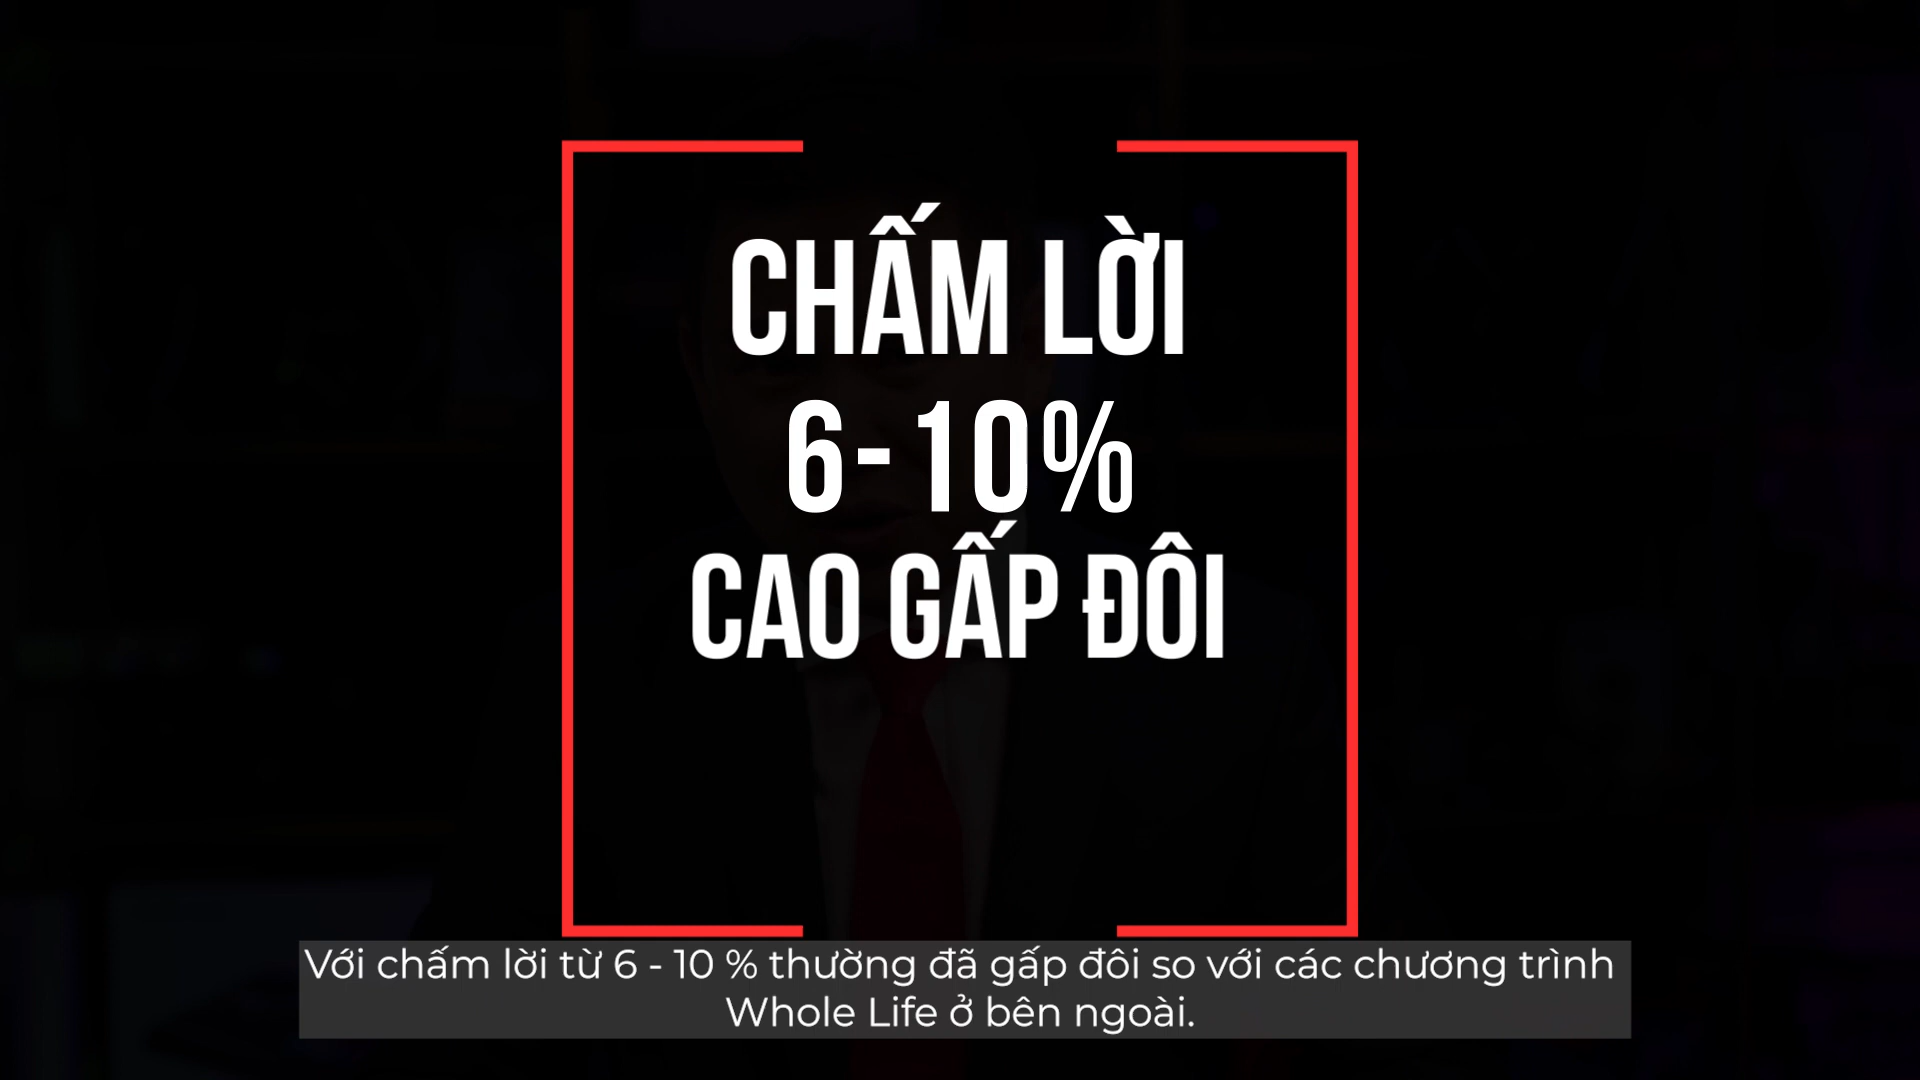 CHẤM LỜI
6-10%
CAO GẤP ĐÔI
Với chấm lời từ 6 - 10 % thường đã gấp đôi so với các chương trình
Whole Life ở bên ngoài.